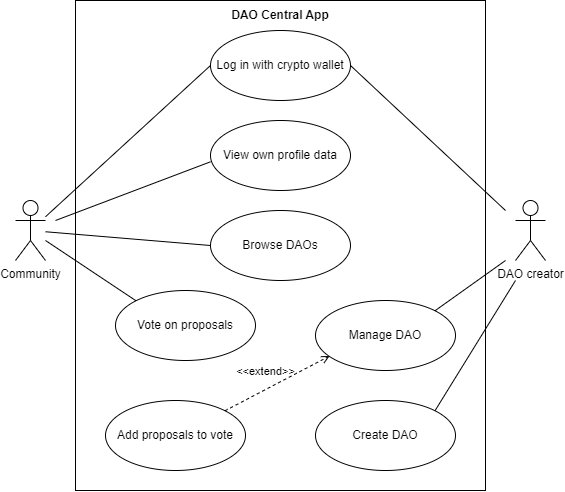 DAO Central App
Log in with crypto wallet
View own profile data
Browse DAOs
Community
DAO creator
Vote on proposals
Manage DAO
<<extend>>
Add proposals to vote
Create DAO